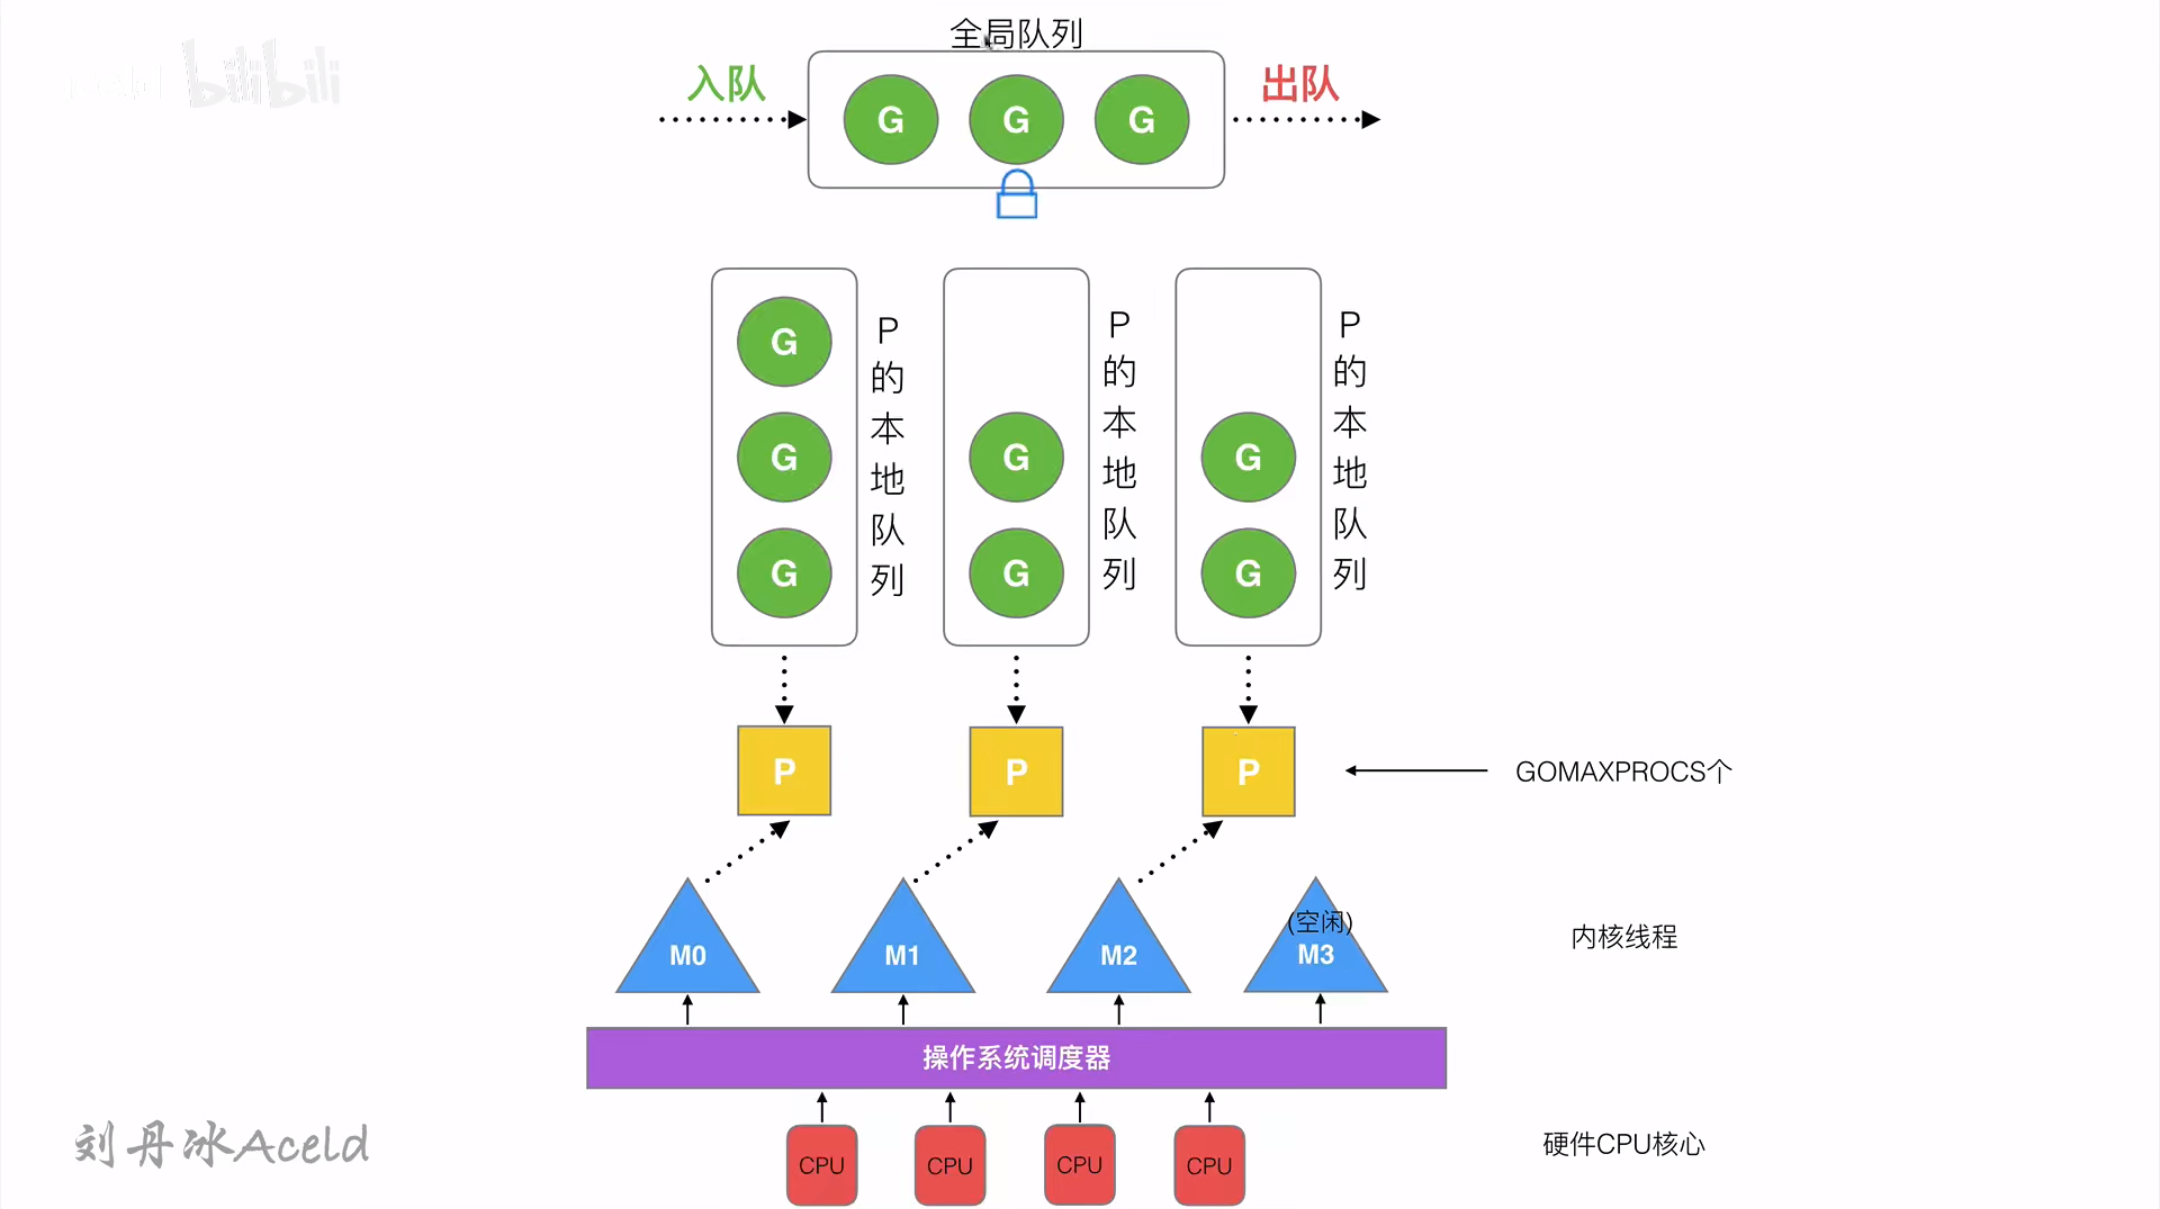 全局队列
bilibili
入队
出队
G G G
G
G G G
G G G
P的本地队列
P的本地队列
P的本地队列
P P P
GOMAXPROCS个
(空闲)
M0 M1 M2 M3
内核线程
操作系统调度器
CPU CPU CPU CPU
硬件CPU核心
刘丹冰Aceld